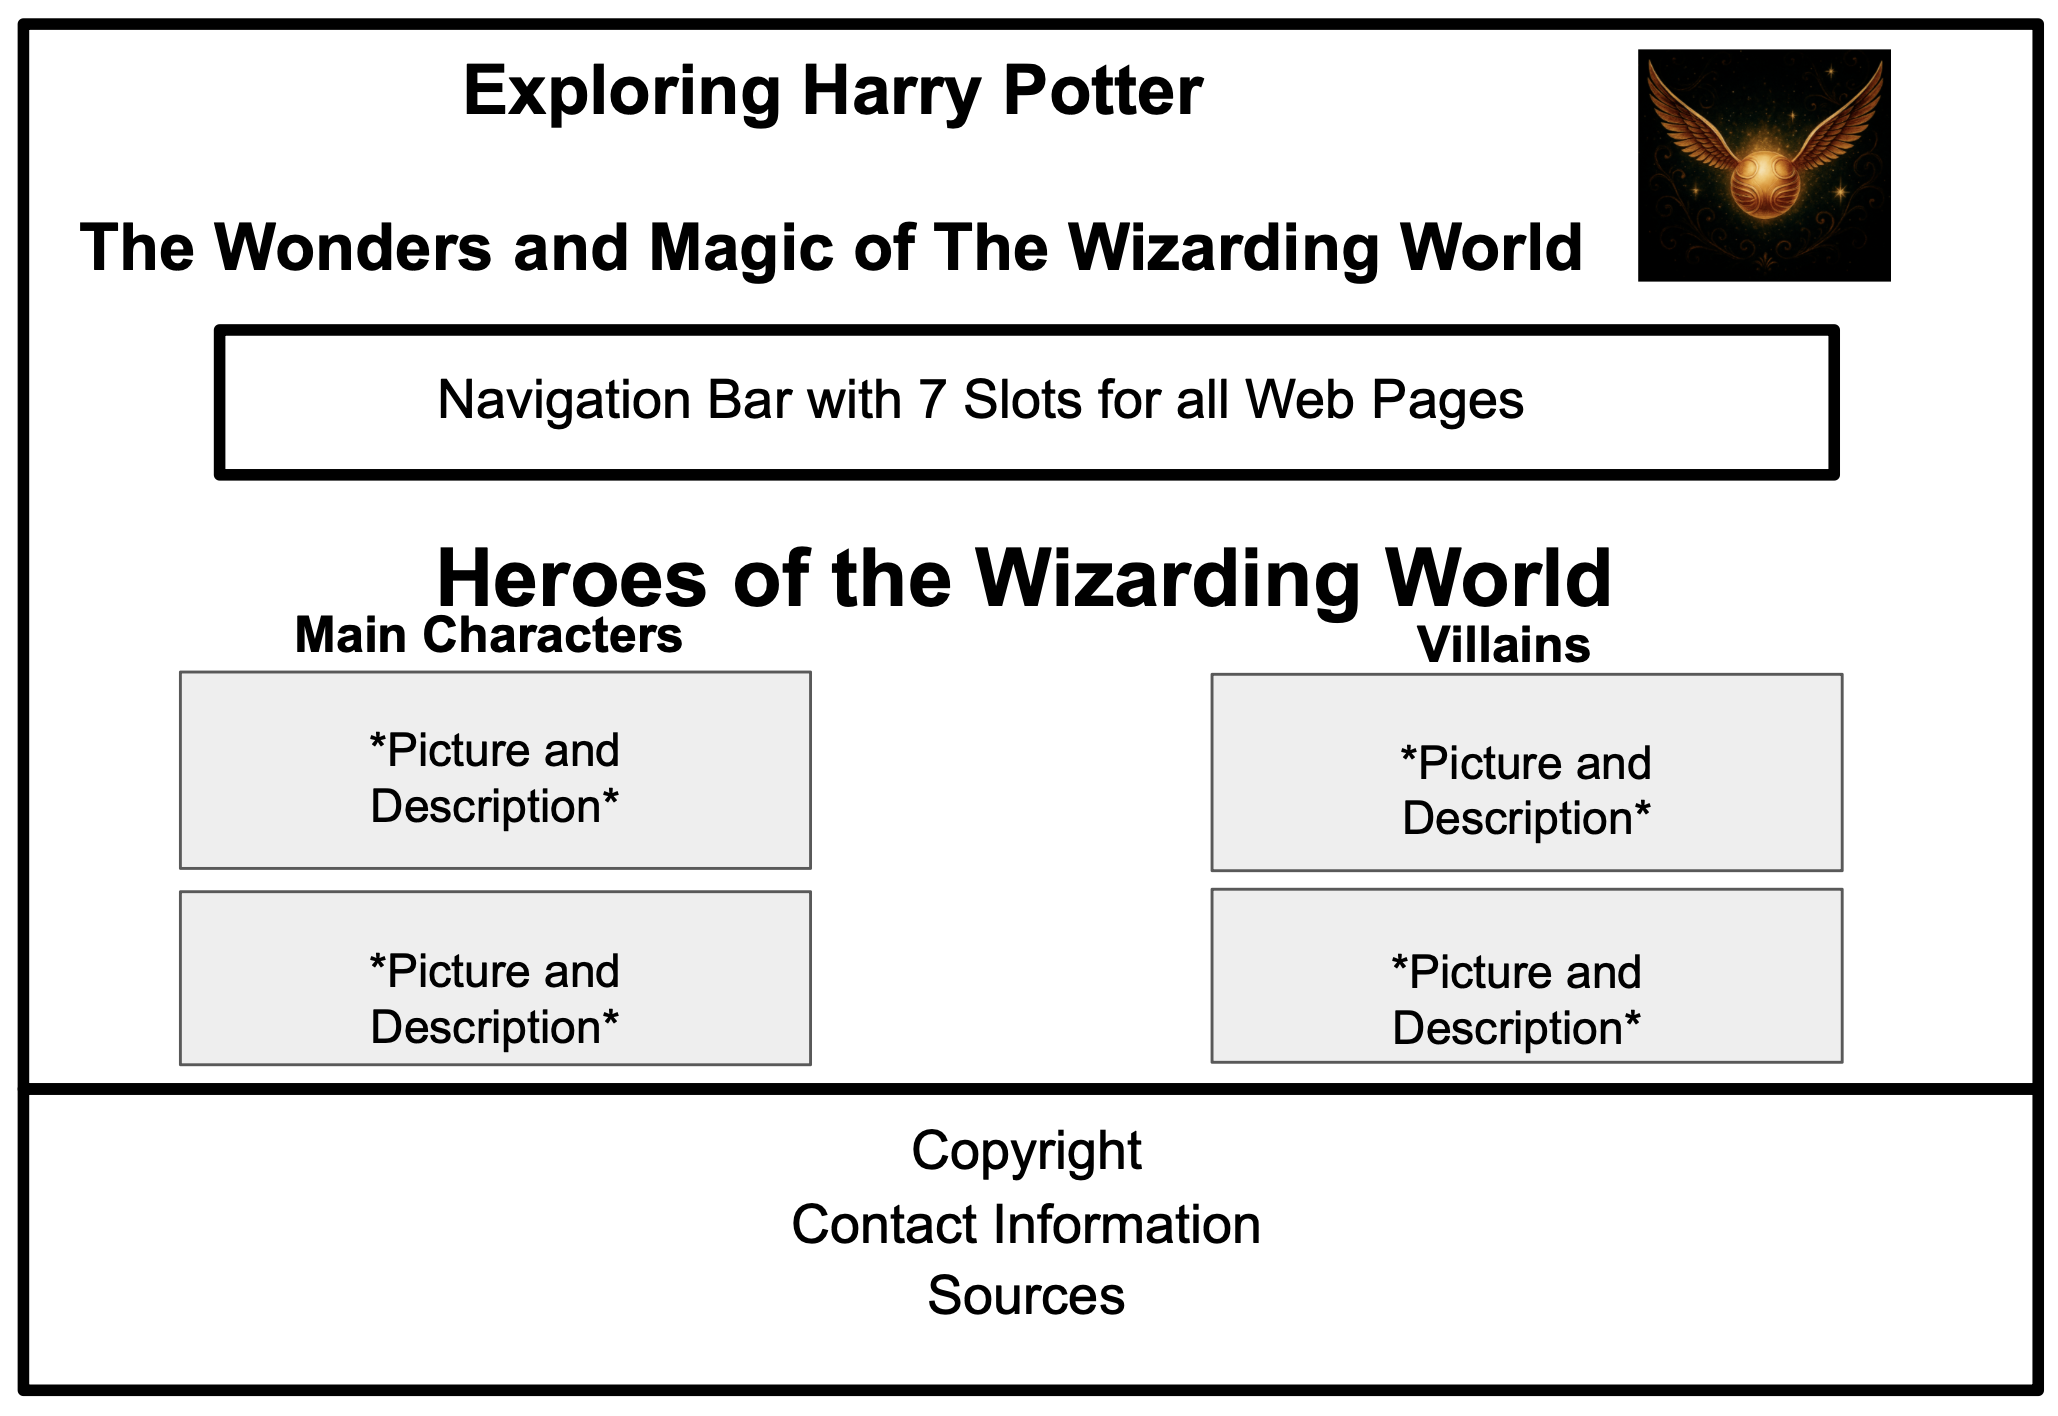 Exploring Harry Potter
The Wonders and Magic of The Wizarding World
Navigation Bar with 7 Slots for all Web Pages
Heroes of the Wizarding World
Main Characters
*Picture and
Description*
*Picture and
Description*
Villains
*Picture and
Description*
*Picture and
Description*
Copyright
Contact Information
Sources